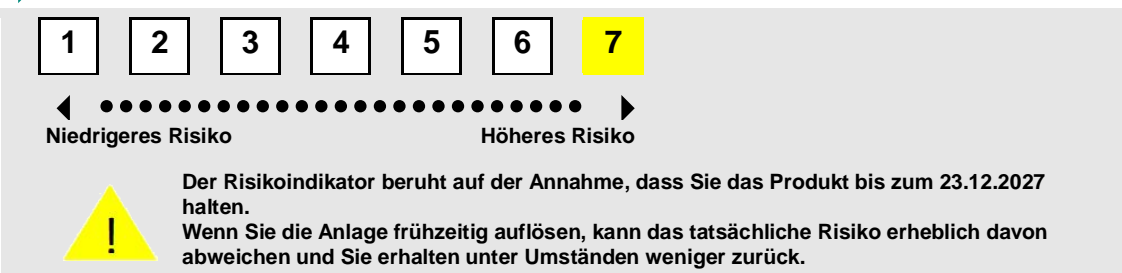 1 2 3 4 5 6 7
Niedrigeres Risiko Höheres Risiko
!
Der Risikoindikator beruht auf der Annahme, dass Sie das Produkt bis zum 23.12.2027
halten.
Wenn Sie die Anlage frühzeitig auflösen, kann das tatsächliche Risiko erheblich davon
abweichen und Sie erhalten unter Umständen weniger zurück.